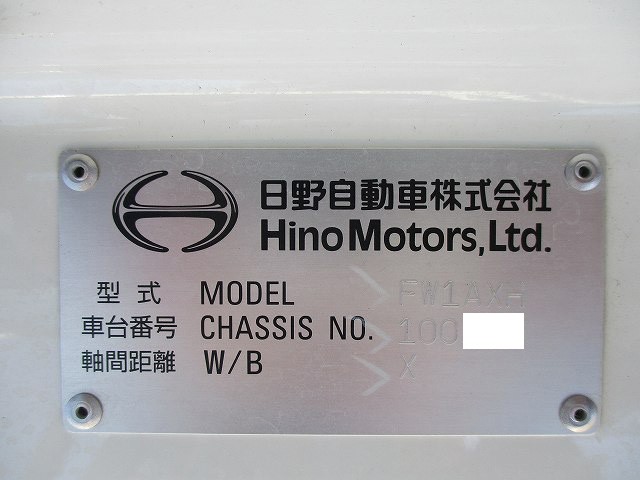 日野自動車株式会社
Hino Motors, Ltd.
型式 MODEL FW1AXH
車台番号 CHASSIS NO. 100
軸間距離 W/B X